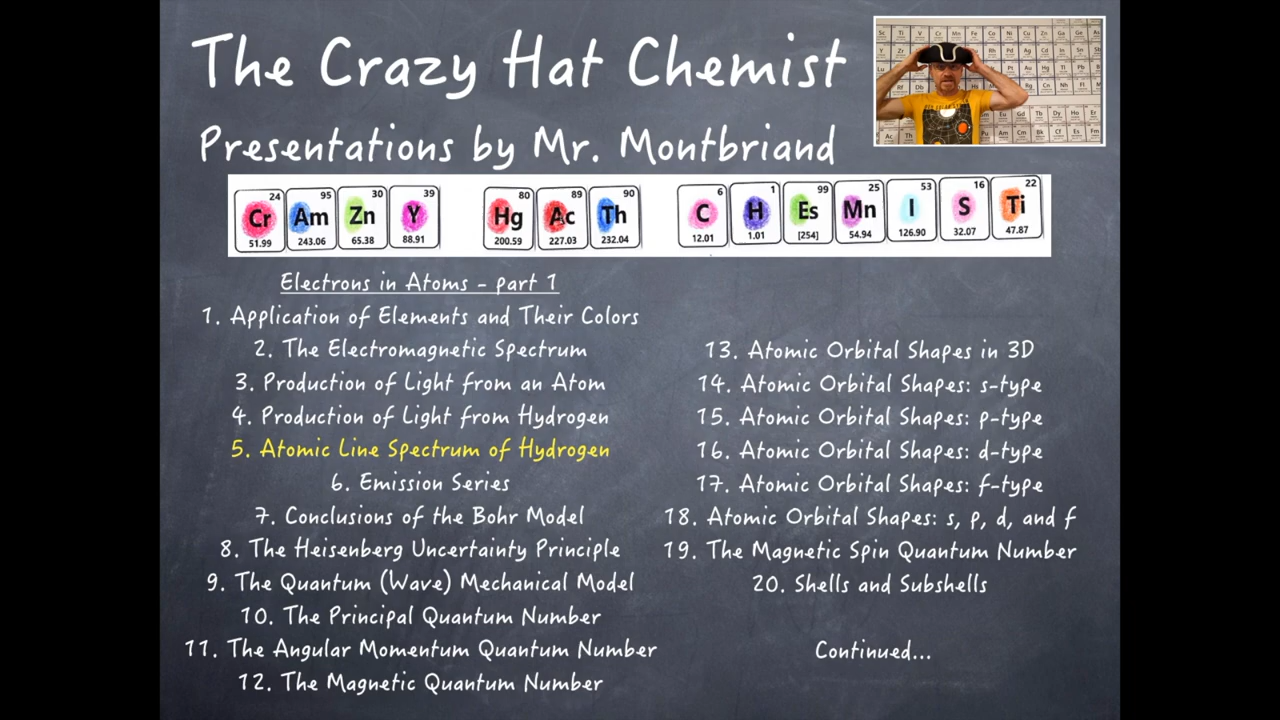 The Crazy Hat Chemist
Presentations by Mr. Montbriand
24 95 30 39 80 89 90 6 1 99 25 53 16 22
Cr Am Zn Y Hg Ac Th C H Es Mn I S Ti
51.99 243.06 65.38 88.91 200.59 227.03 232.04 12.01 1.01 [254] 54.94 126.90 32.07 47.87
Electrons in Atoms - part 1
1. Application of Elements and Their Colors
2. The Electromagnetic Spectrum
3. Production of Light from an Atom
4. Production of Light from Hydrogen
5. Atomic Line Spectrum of Hydrogen
6. Emission Series
7. Conclusions of the Bohr Model
8. The Heisenberg Uncertainty Principle
9. The Quantum (Wave) Mechanical Model
10. The Principal Quantum Number
11. The Angular Momentum Quantum Number
12. The Magnetic Quantum Number
13. Atomic Orbital Shapes in 3D
14. Atomic Orbital Shapes: s-type
15. Atomic Orbital Shapes: p-type
16. Atomic Orbital Shapes: d-type
17. Atomic Orbital Shapes: f-type
18. Atomic Orbital Shapes: s, p, d, and f
19. The Magnetic Spin Quantum Number
20. Shells and Subshells
Continued...